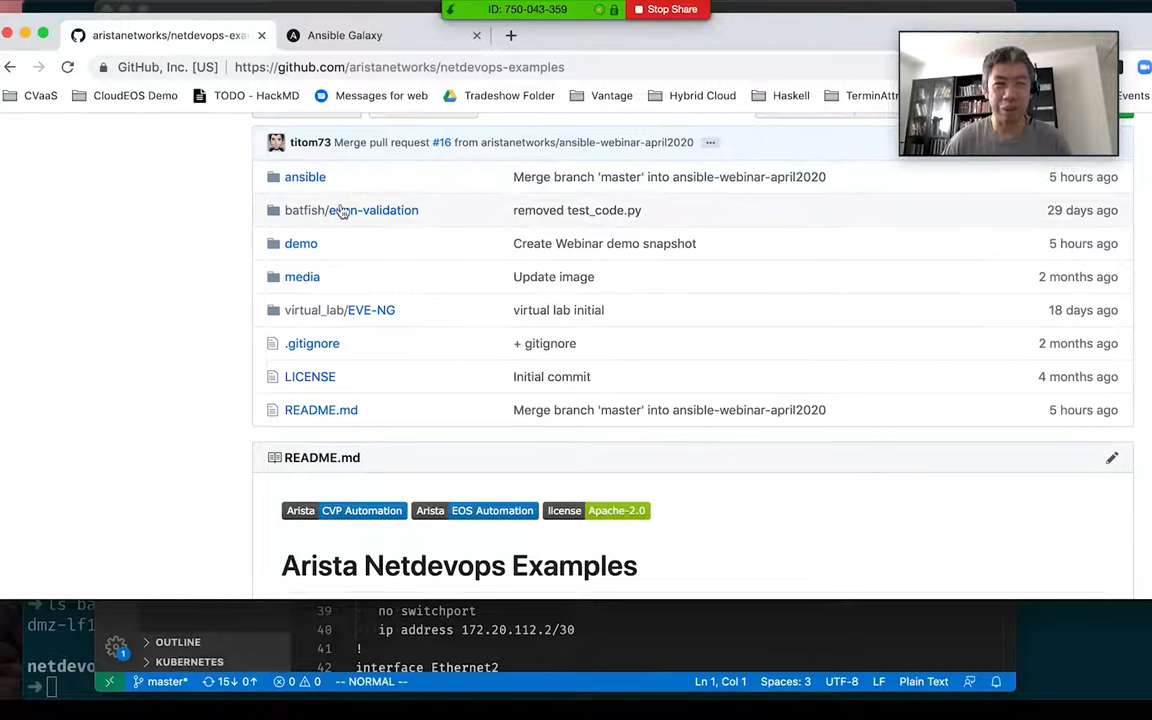 ID: 750-043-359 Stop Share
aristanetworks/netdevops-exa Ansible Galaxy
GitHub, Inc. [US] https://github.com/aristanetworks/netdevops-examples
CVaaS CloudEOS Demo TODO - HackMD Messages for web Tradeshow Folder Vantage Hybrid Cloud Haskell TerminAttr Events
titom73 Merge pull request #16 from aristanetworks/ansible-webinar-april2020
ansible Merge branch 'master' into ansible-webinar-april2020 5 hours ago
batfish/evpn-validation removed test_code.py 29 days ago
demo Create Webinar demo snapshot 5 hours ago
media Update image 2 months ago
virtual_lab/EVE-NG virtual lab initial 18 days ago
.gitignore + gitignore 2 months ago
LICENSE Initial commit 4 months ago
README.md Merge branch 'master' into ansible-webinar-april2020 5 hours ago
README.md
Arista CVP Automation Arista EOS Automation license Apache-2.0
Arista Netdevops Examples
ls ba
39 no switchport
dmz-lf1
40 ip address 172.20.112.2/30
OUTLINE
41 !
netdevo
KUBERNETES
42 interface Ethernet2
1
master* 15↓ 0↑ 0 0 -- NORMAL -- Ln 1, Col 1 Spaces: 3 UTF-8 LF Plain Text